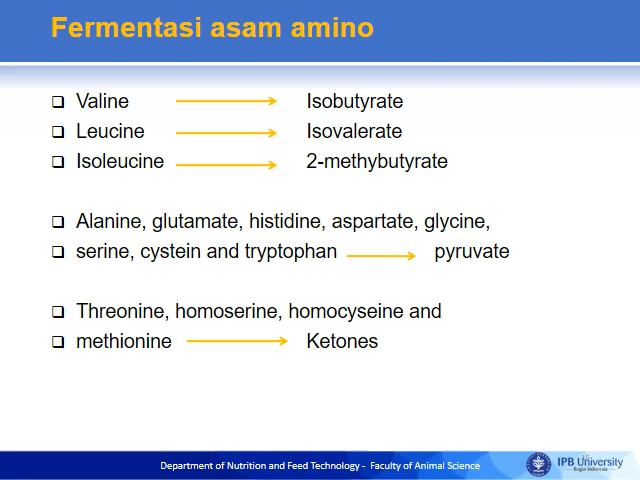 Fermentasi asam amino
❑ Valine → Isobutyrate
❑ Leucine → Isovalerate
❑ Isoleucine → 2-methybutyrate
❑ Alanine, glutamate, histidine, aspartate, glycine,
❑ serine, cystein and tryptophan → pyruvate
❑ Threonine, homoserine, homocyseine and
❑ methionine → Ketones
Department of Nutrition and Feed Technology - Faculty of Animal Science
IPB University
Bogor Indonesia